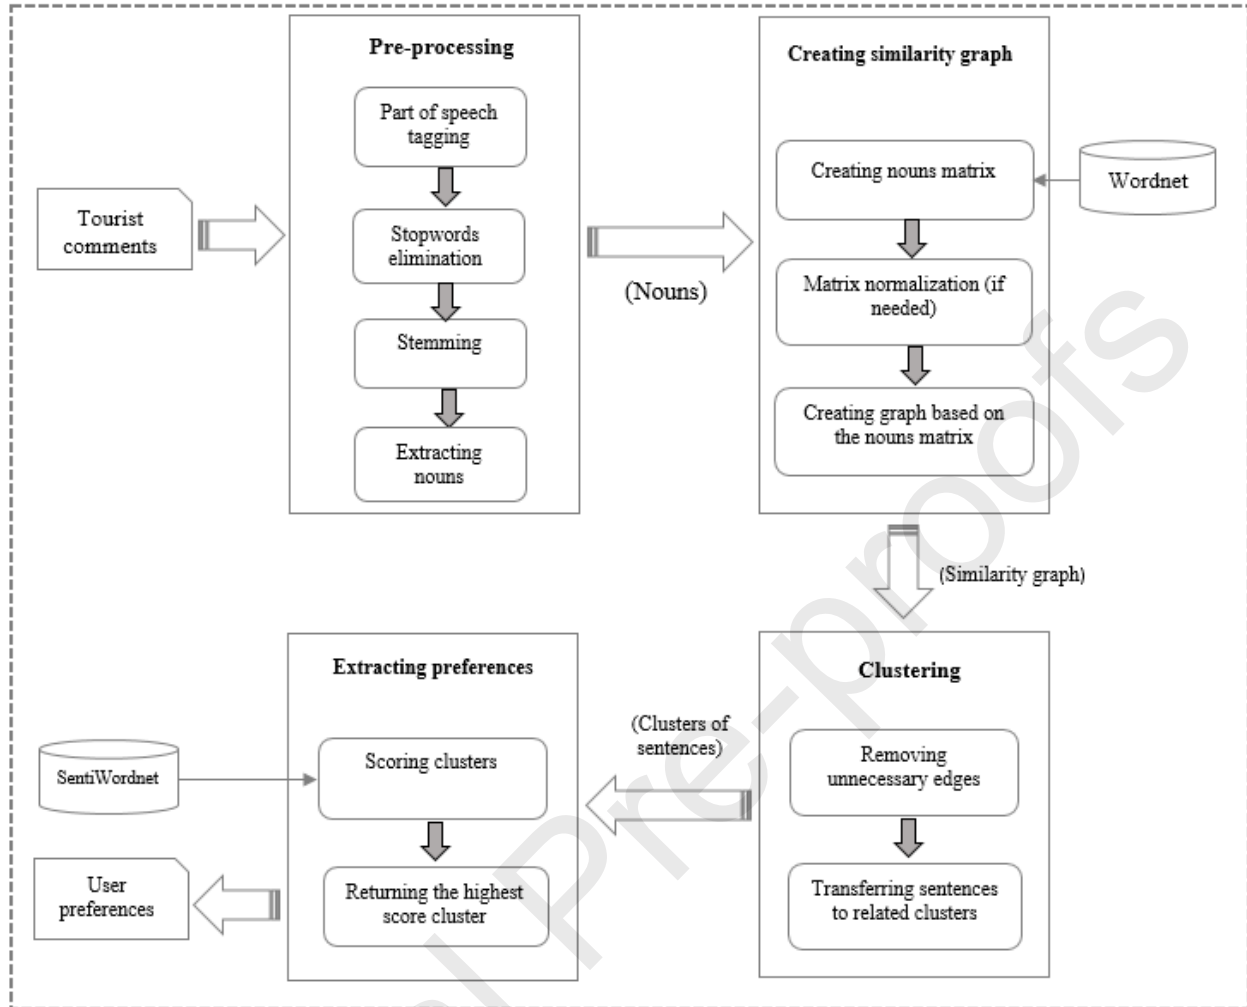 Pre-processing
Part of speech
tagging
Stopwords
elimination
Stemming
Extracting
nouns
Tourist
comments
(Nouns)
Creating similarity graph
Creating nouns matrix
Matrix normalization (if
needed)
Creating graph based on
the nouns matrix
Wordnet
(Similarity graph)
Clustering
Removing
unnecessary edges
Transferring sentences
to related clusters
(Clusters of
sentences)
Extracting preferences
Scoring clusters
Returning the highest
score cluster
SentiWordnet
User
preferences
l Pre-proofs